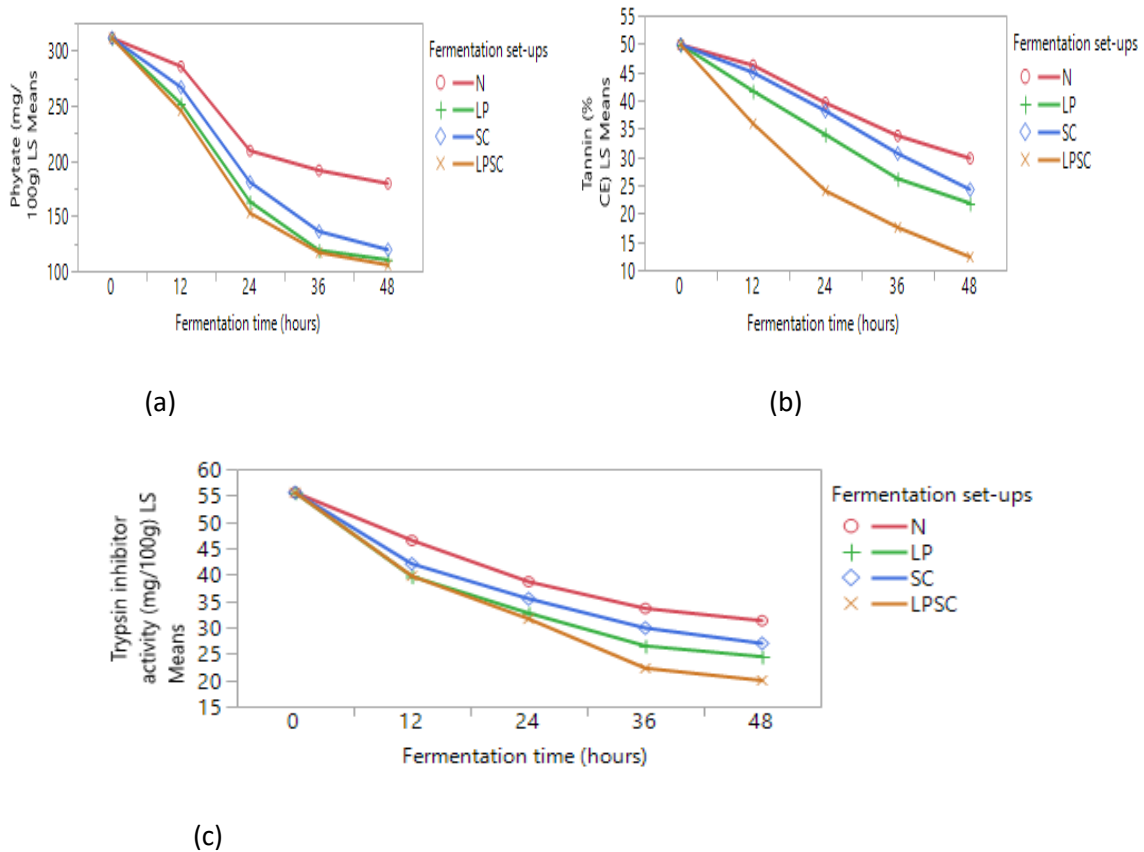 Phytate (mg/
100g) LS Means
300
250
200
150
100
0 12 24 36 48
Fermentation time (hours)
Fermentation set-ups
N
LP
SC
LPSC
(a)
Tannin (%
CE) LS Means
55
50
45
40
35
30
25
20
15
10
0 12 24 36 48
Fermentation time (hours)
Fermentation set-ups
N
LP
SC
LPSC
(b)
Trypsin inhibitor
activity (mg/100g) LS
Means
60
55
50
45
40
35
30
25
20
15
0 12 24 36 48
Fermentation time (hours)
Fermentation set-ups
N
LP
SC
LPSC
(c)